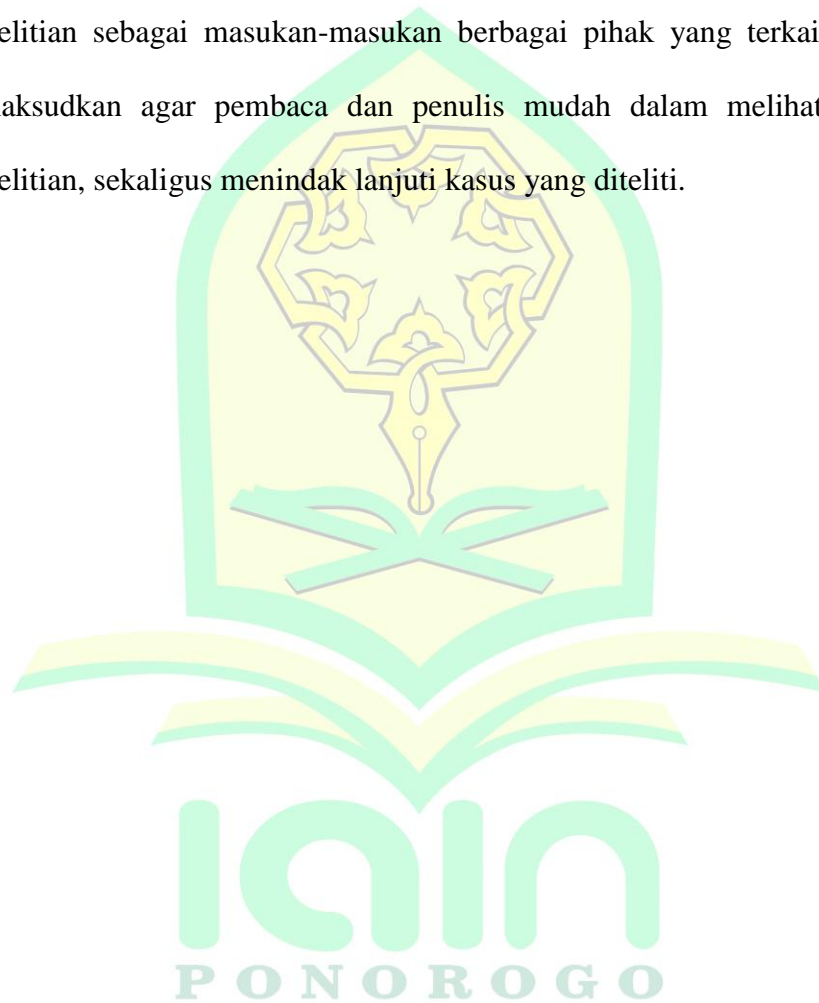 elitian sebagai masukan-masukan berbagai pihak yang terkai
aksudkan agar pembaca dan penulis mudah dalam melihat
elitian, sekaligus menindak lanjuti kasus yang diteliti.
iain
PONOROGO